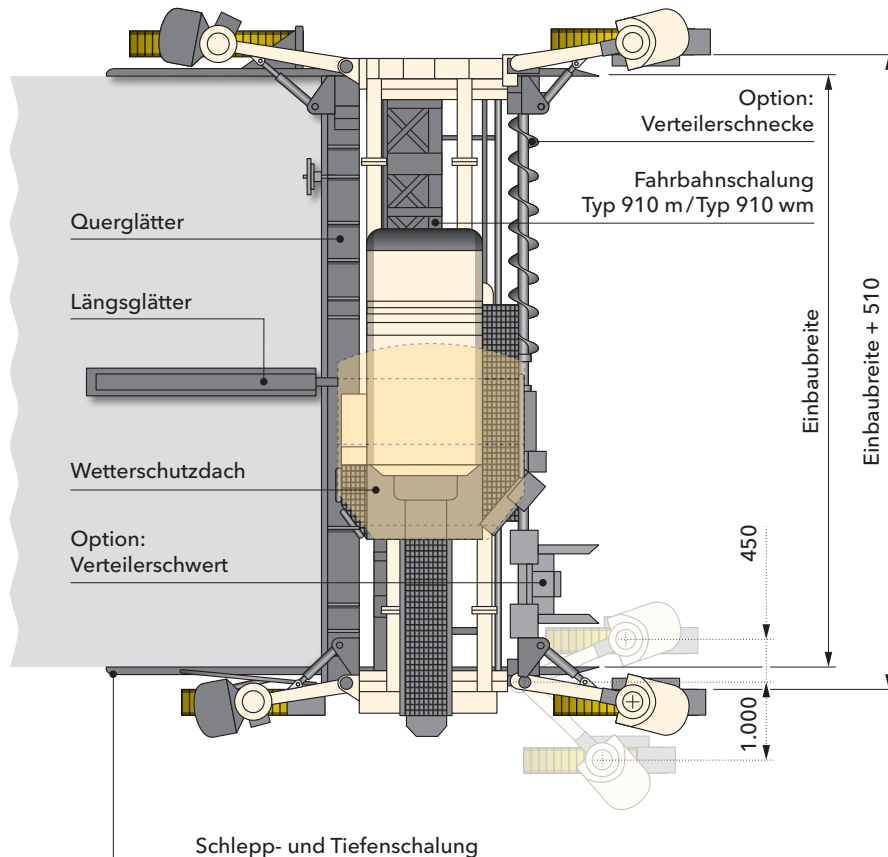 Option:
Verteilerschnecke
Fahrbahnschalung
Typ 910 m/Typ 910 wm
Querglätter
Längsglätter
Wetterschutzdach
Option:
Verteilerschwert
Einbaubreite
Einbaubreite + 510
450
1.000
Schlepp- und Tiefenschalung